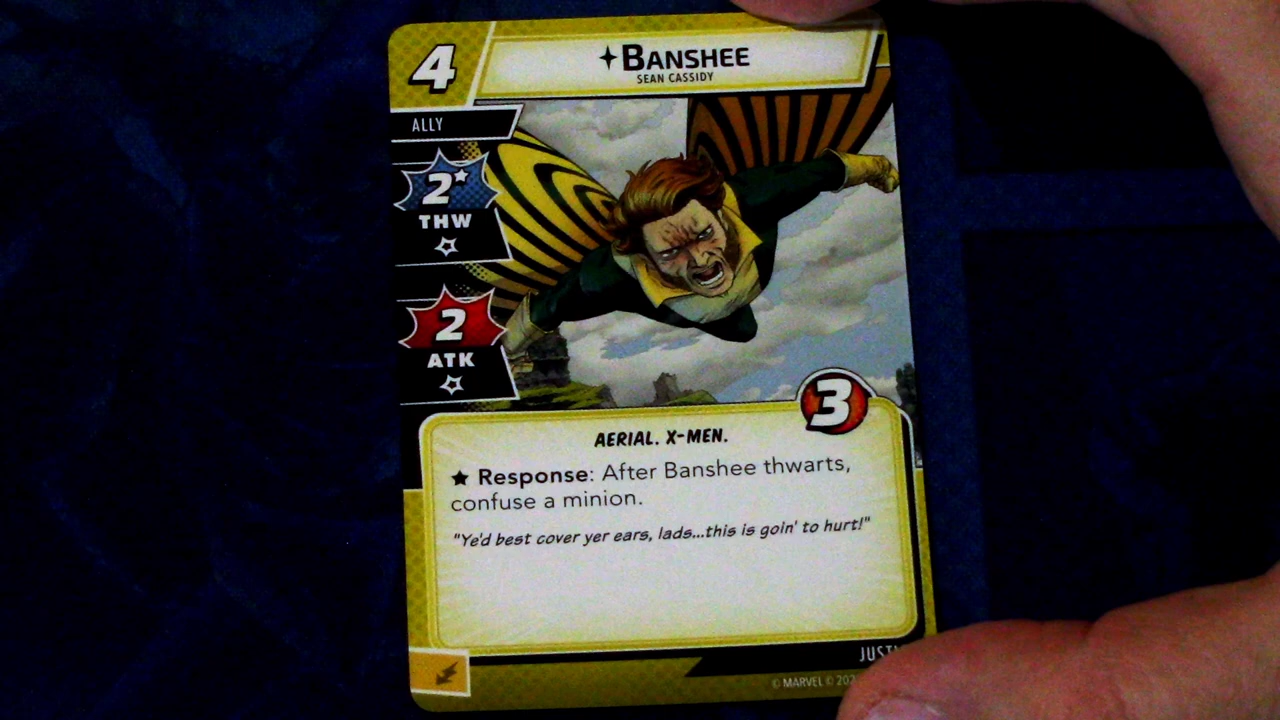 4
BANSHEE
SEAN CASSIDY
ALLY
2
THW
2
ATK
3
AERIAL. X-MEN.
Response: After Banshee thwarts,
confuse a minion.
"Ye'd best cover yer ears, lads...this is goin' to hurt!"
© MARVEL ©